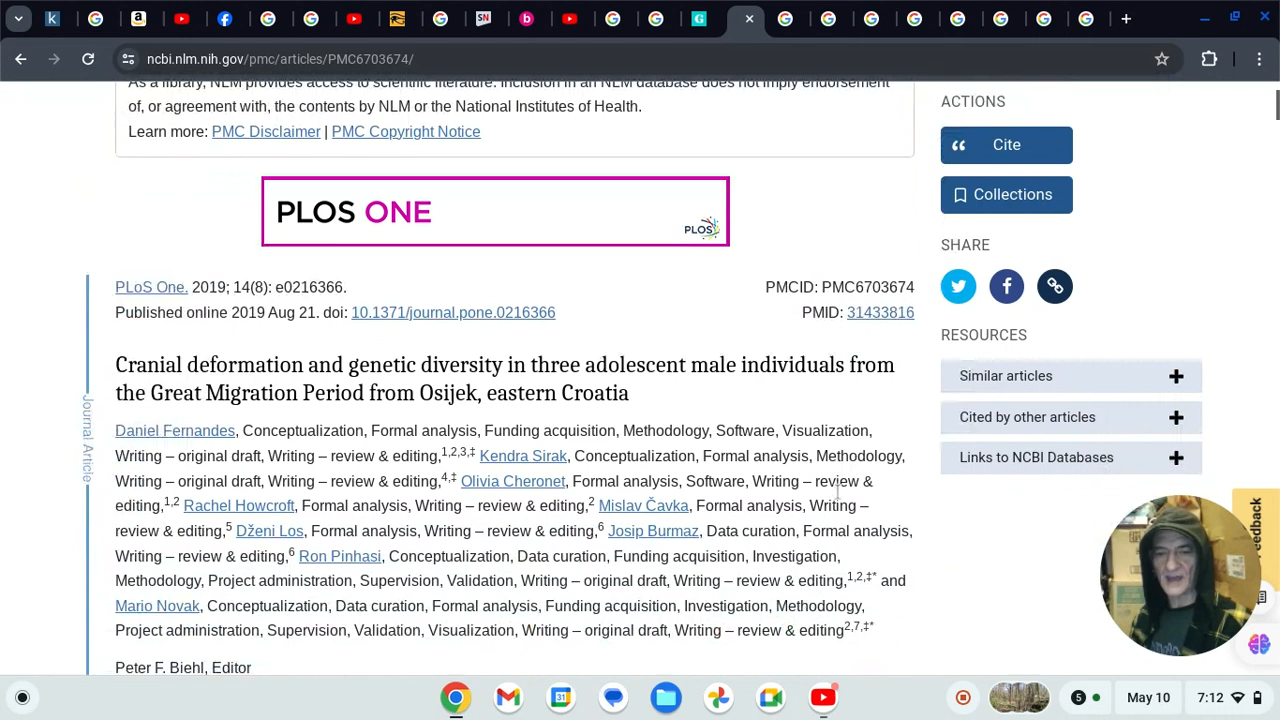 ncbi.nlm.nih.gov/pmc/articles/PMC6703674/
As a library, NLM provides access to scientific literature. Inclusion in an NLM database does not imply endorsement
of, or agreement with, the contents by NLM or the National Institutes of Health.
Learn more: PMC Disclaimer | PMC Copyright Notice
PLOS ONE
PLOS
PLoS One. 2019; 14(8): e0216366.
PMCID: PMC6703674
Published online 2019 Aug 21. doi: 10.1371/journal.pone.0216366
PMID: 31433816
Cranial deformation and genetic diversity in three adolescent male individuals from
the Great Migration Period from Osijek, eastern Croatia
Daniel Fernandes, Conceptualization, Formal analysis, Funding acquisition, Methodology, Software, Visualization,
Writing – original draft, Writing – review & editing,1,2,3,‡ Kendra Sirak, Conceptualization, Formal analysis, Methodology,
Writing – original draft, Writing – review & editing,4,‡ Olivia Cheronet, Formal analysis, Software, Writing – review &
editing,1,2 Rachel Howcroft, Formal analysis, Writing – review & editing,2 Mislav Čavka, Formal analysis, Writing –
review & editing,5 Dženi Los, Formal analysis, Writing – review & editing,6 Josip Burmaz, Data curation, Formal analysis,
Writing – review & editing,6 Ron Pinhasi, Conceptualization, Data curation, Funding acquisition, Investigation,
Methodology, Project administration, Supervision, Validation, Writing – original draft, Writing – review & editing,1,2,‡* and
Mario Novak, Conceptualization, Data curation, Formal analysis, Funding acquisition, Investigation, Methodology,
Project administration, Supervision, Validation, Visualization, Writing – original draft, Writing – review & editing2,7,‡*
Peter F. Biehl, Editor
Journal Article
ACTIONS
Cite
Collections
SHARE
RESOURCES
Similar articles
Cited by other articles
Links to NCBI Databases
Feedback
31
5
May 10
7:12